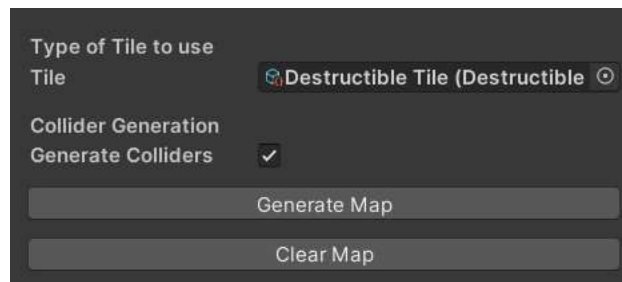 Type of Tile to use
Tile Destructible Tile (Destructible
Collider Generation
Generate Colliders
Generate Map
Clear Map